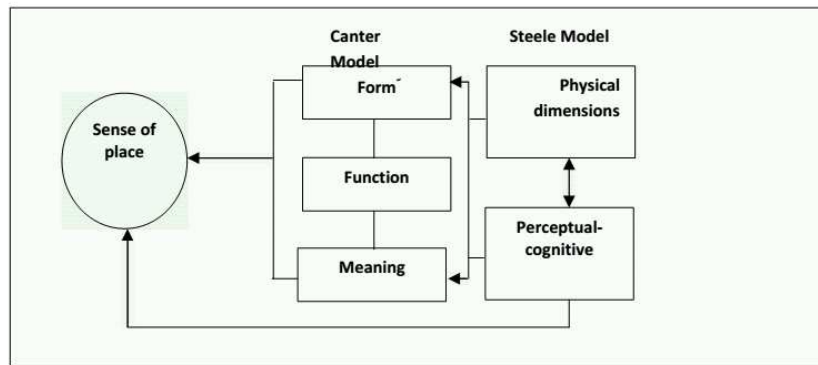 Canter
Model
Steele Model
Form´
Physical
dimensions
Sense of
place
Function
Perceptual-
cognitive
Meaning